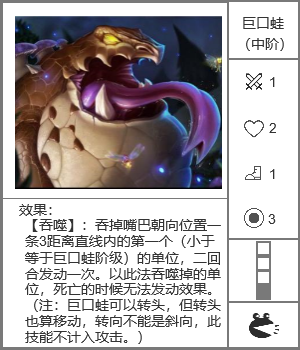 巨口蛙
（中阶）
1
2
1
3
效果：
【吞噬】：吞掉嘴巴朝向位置一
条3距离直线内的第一个（小于
等于巨口蛙阶级）的单位，二回
合发动一次。以此法吞噬掉的单
位，死亡的时候无法发动效果。
（注：巨口蛙可以转头，但转头
也算移动，转向不能是斜向，此
技能不计入攻击。）
3